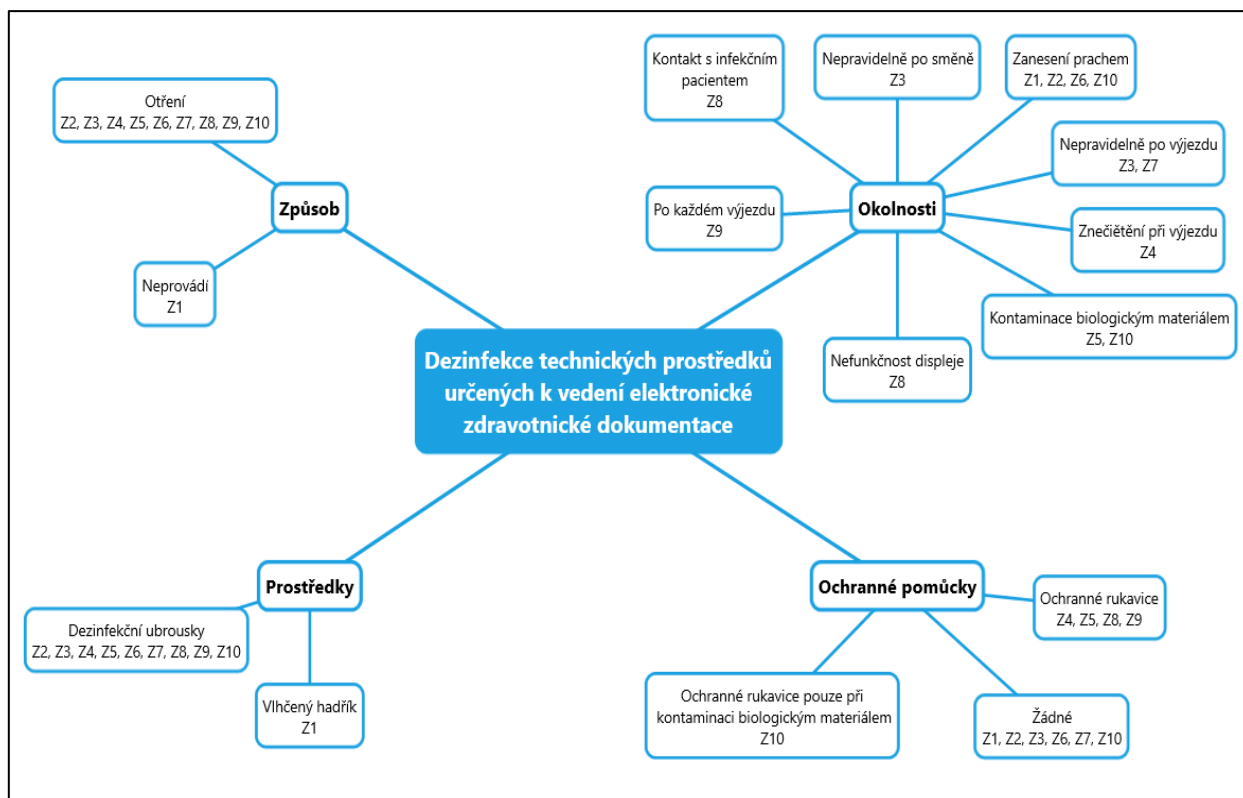 Kontakt s infekčním
pacientem
Z8
Nepravidelně po směně
Z3
Zanesení prachem
Z1, Z2, Z6, Z10
Otření
Z2, Z3, Z4, Z5, Z6, Z7, Z8, Z9, Z10
Nepravidelně po výjezdu
Z3, Z7
Způsob
Po každém výjezdu
Z9
Okolnosti
Znečiětění při výjezdu
Z4
Neprovádí
Z1
Kontaminace biologickým materiálem
Z5, Z10
Nefunkčnost displeje
Z8
Dezinfekce technických prostředků
určených k vedení elektronické
zdravotnické dokumentace
Prostředky
Dezinfekční ubrousky
Z2, Z3, Z4, Z5, Z6, Z7, Z8, Z9, Z10
Vlhčený hadřík
Z1
Ochranné pomůcky
Ochranné rukavice
Z4, Z5, Z8, Z9
Ochranné rukavice pouze při
kontaminaci biologickým materiálem
Z10
Žádné
Z1, Z2, Z3, Z6, Z7, Z10